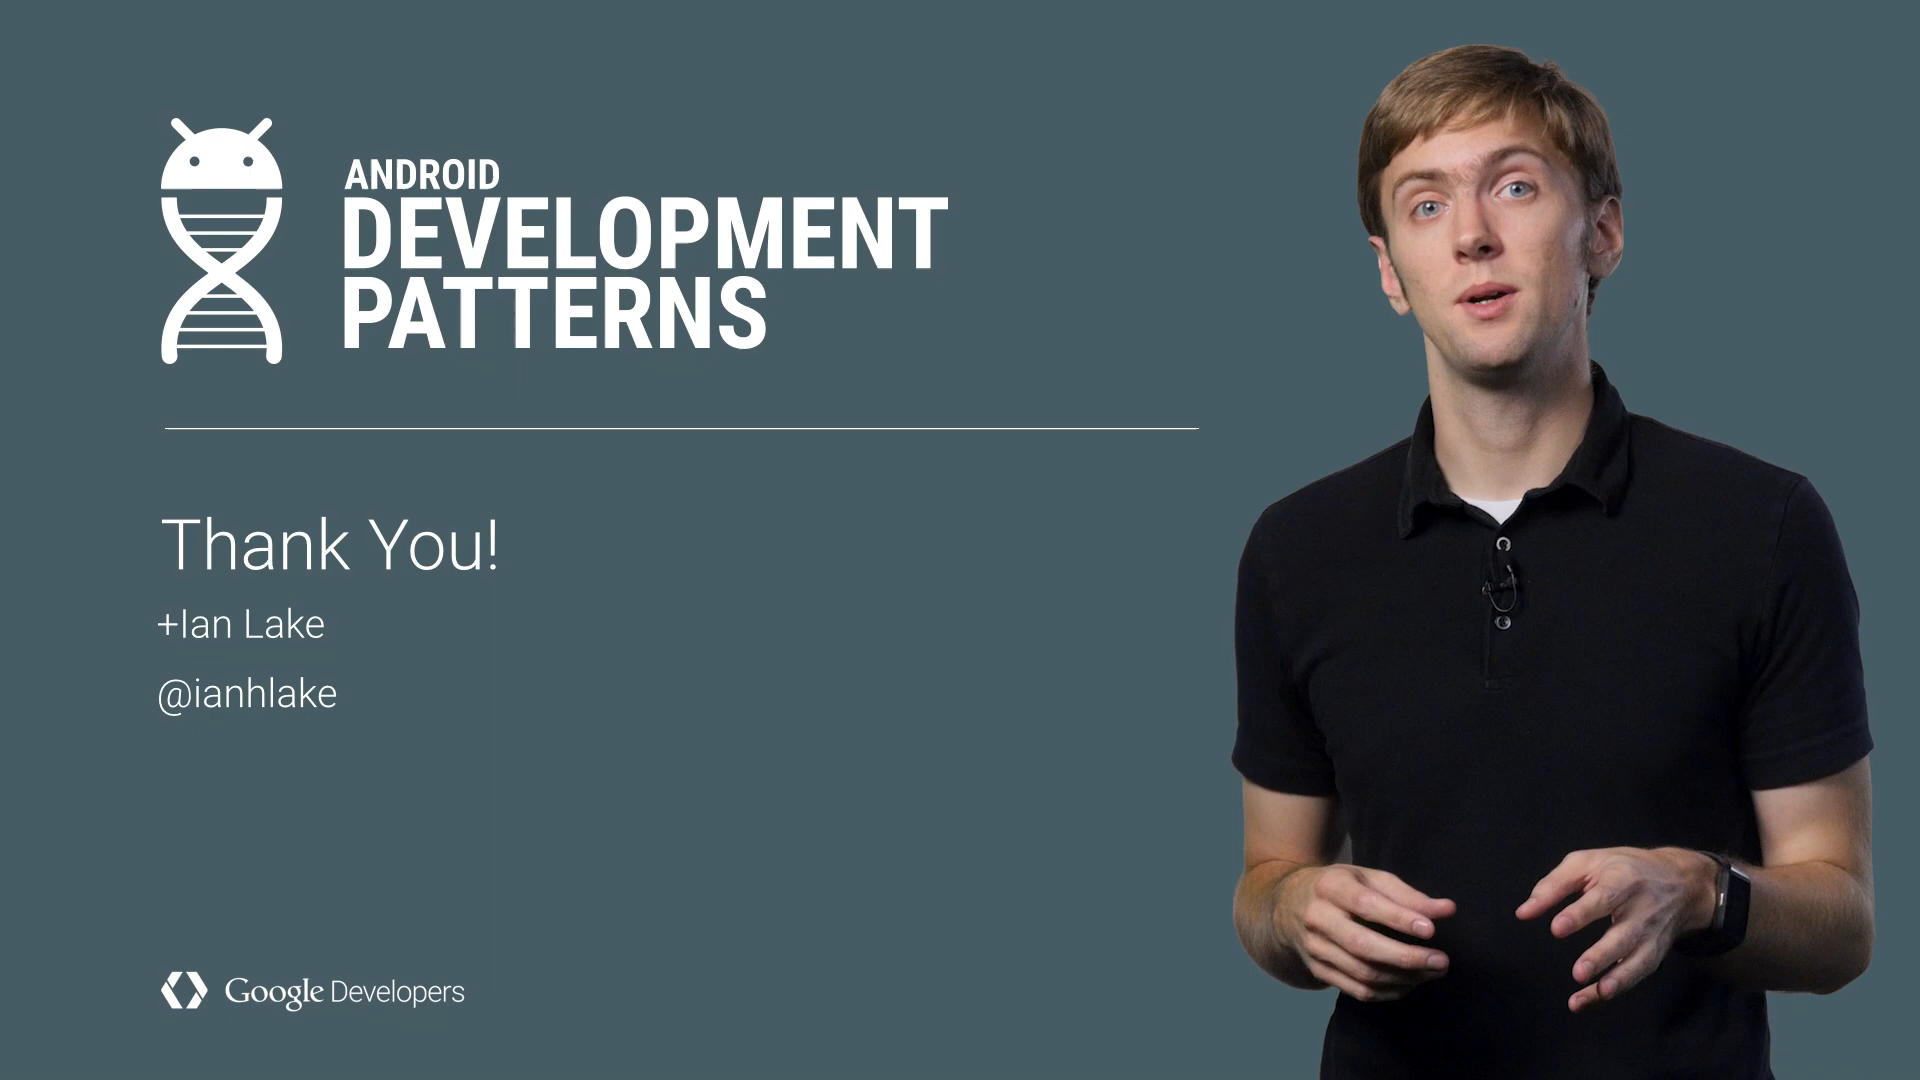 ANDROID
DEVELOPMENT
PATTERNS
Thank You!
+Ian Lake
@ianhlake
Google Developers